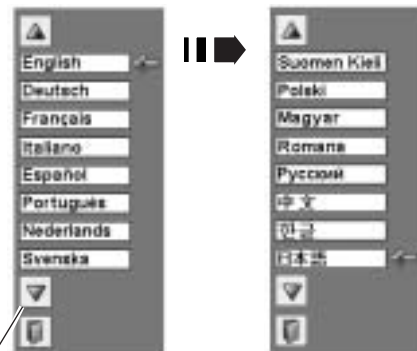 English
Deutsch
Français
Italiano
Español
Português
Nederlands
Svenska
Suomen Kieli
Polski
Magyar
Romana
Русский
中文
한글
日本語